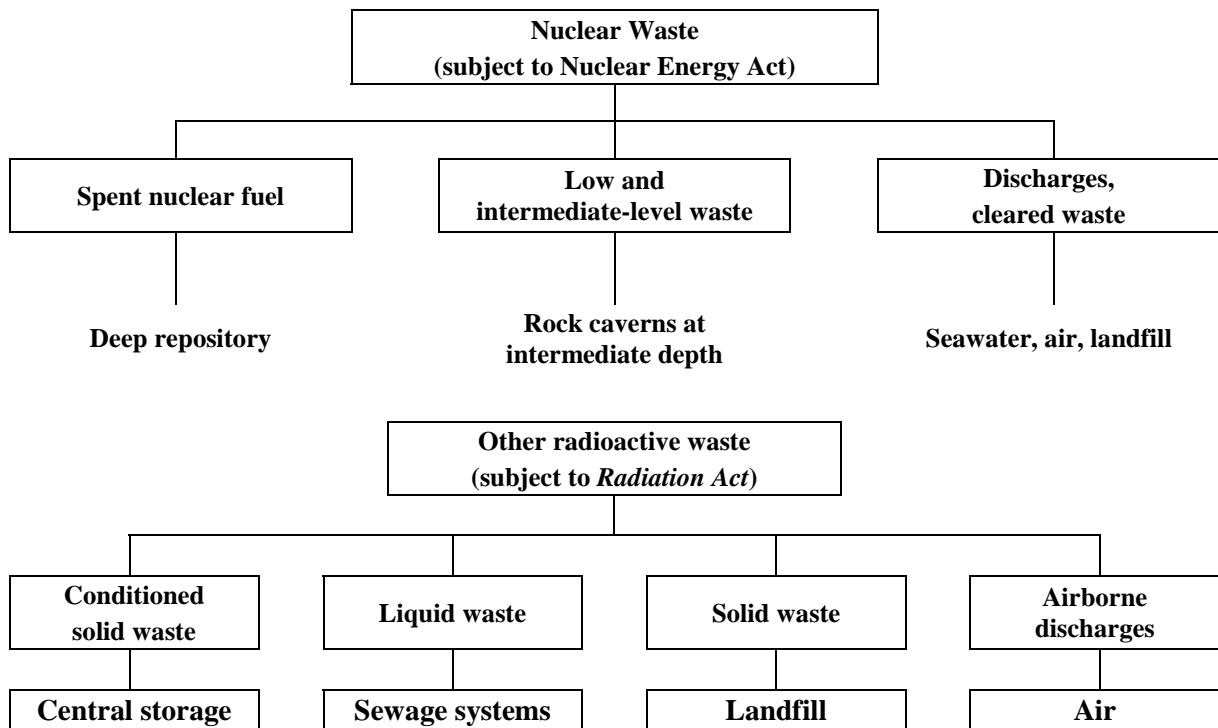 Nuclear Waste
(subject to Nuclear Energy Act)
Spent nuclear fuel
Low and
intermediate-level waste
Discharges,
cleared waste
Deep repository
Rock caverns at
intermediate depth
Seawater, air, landfill
Other radioactive waste
(subject to Radiation Act)
Conditioned
solid waste
Liquid waste
Solid waste
Airborne
discharges
Central storage
Sewage systems
Landfill
Air